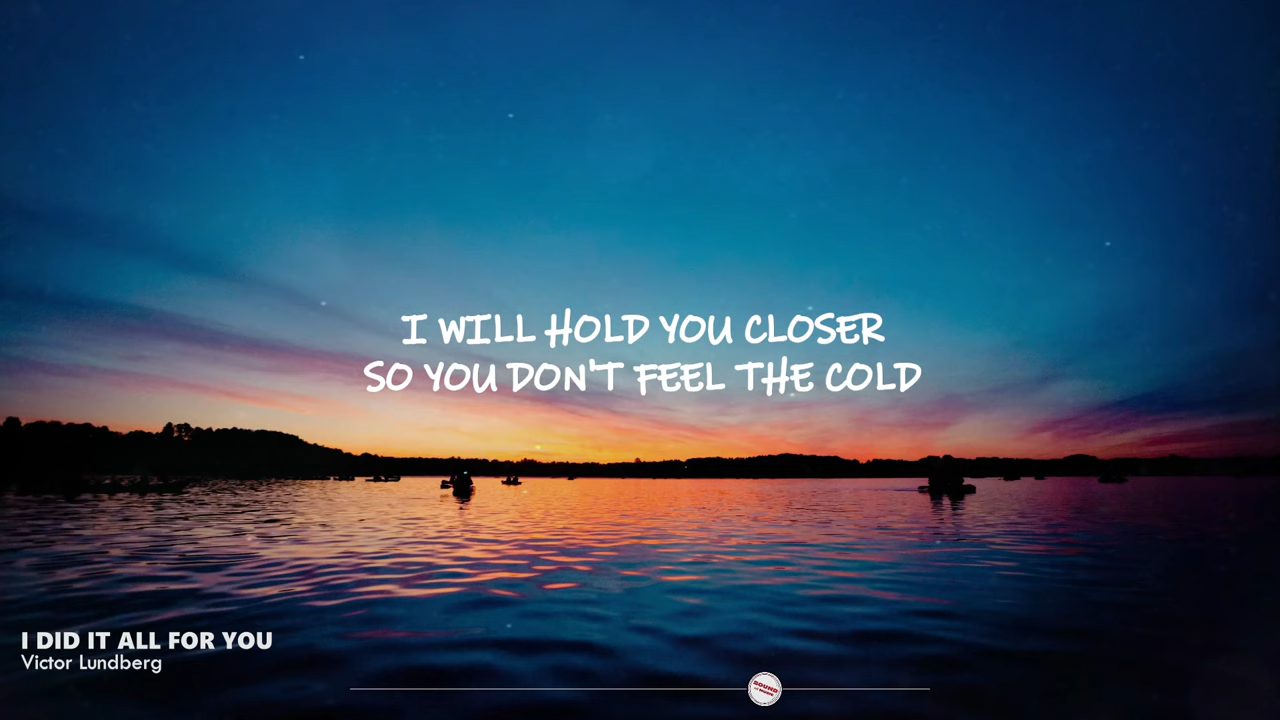 I WILL HOLD YOU CLOSER
SO YOU DON'T FEEL THE COLD
I DID IT ALL FOR YOU
Victor Lundberg